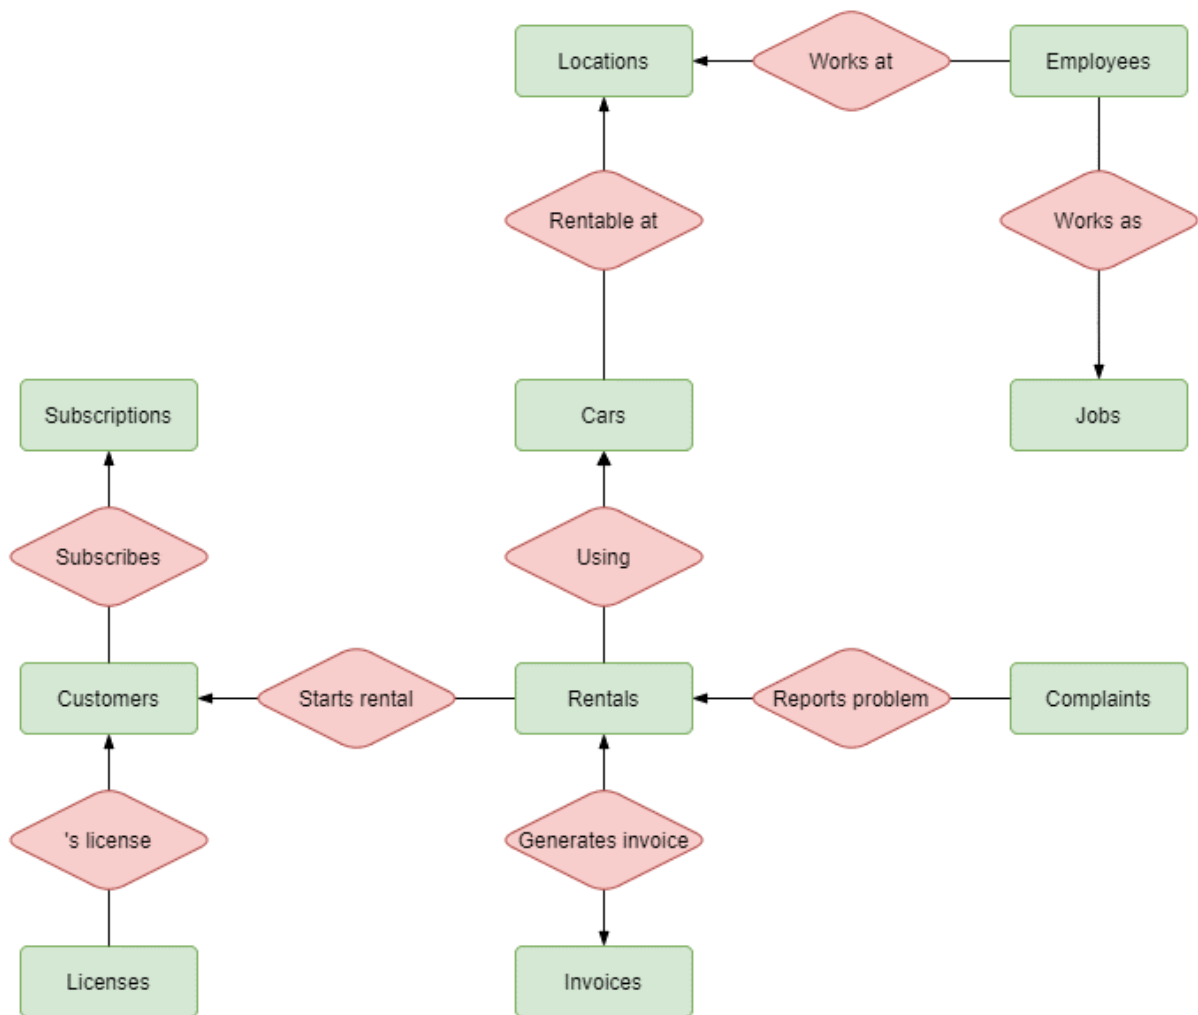 Locations
Works at
Employees
Rentable at
Works as
Subscriptions
Cars
Jobs
Subscribes
Using
Customers
Starts rental
Rentals
Reports problem
Complaints
's license
Generates invoice
Licenses
Invoices